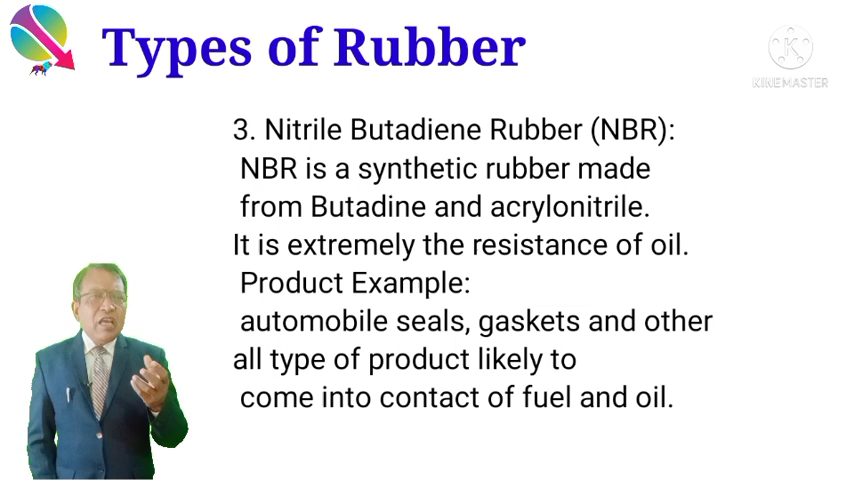 Types of Rubber
K
KINEMASTER
3. Nitrile Butadiene Rubber (NBR):
NBR is a synthetic rubber made
from Butadine and acrylonitrile.
It is extremely the resistance of oil.
Product Example:
automobile seals, gaskets and other
all type of product likely to
come into contact of fuel and oil.